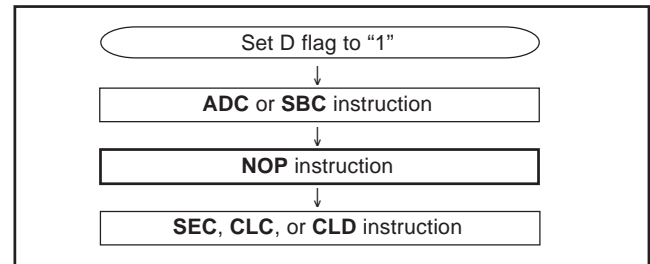 Set D flag to “1”
ADC or SBC instruction
NOP instruction
SEC, CLC, or CLD instruction